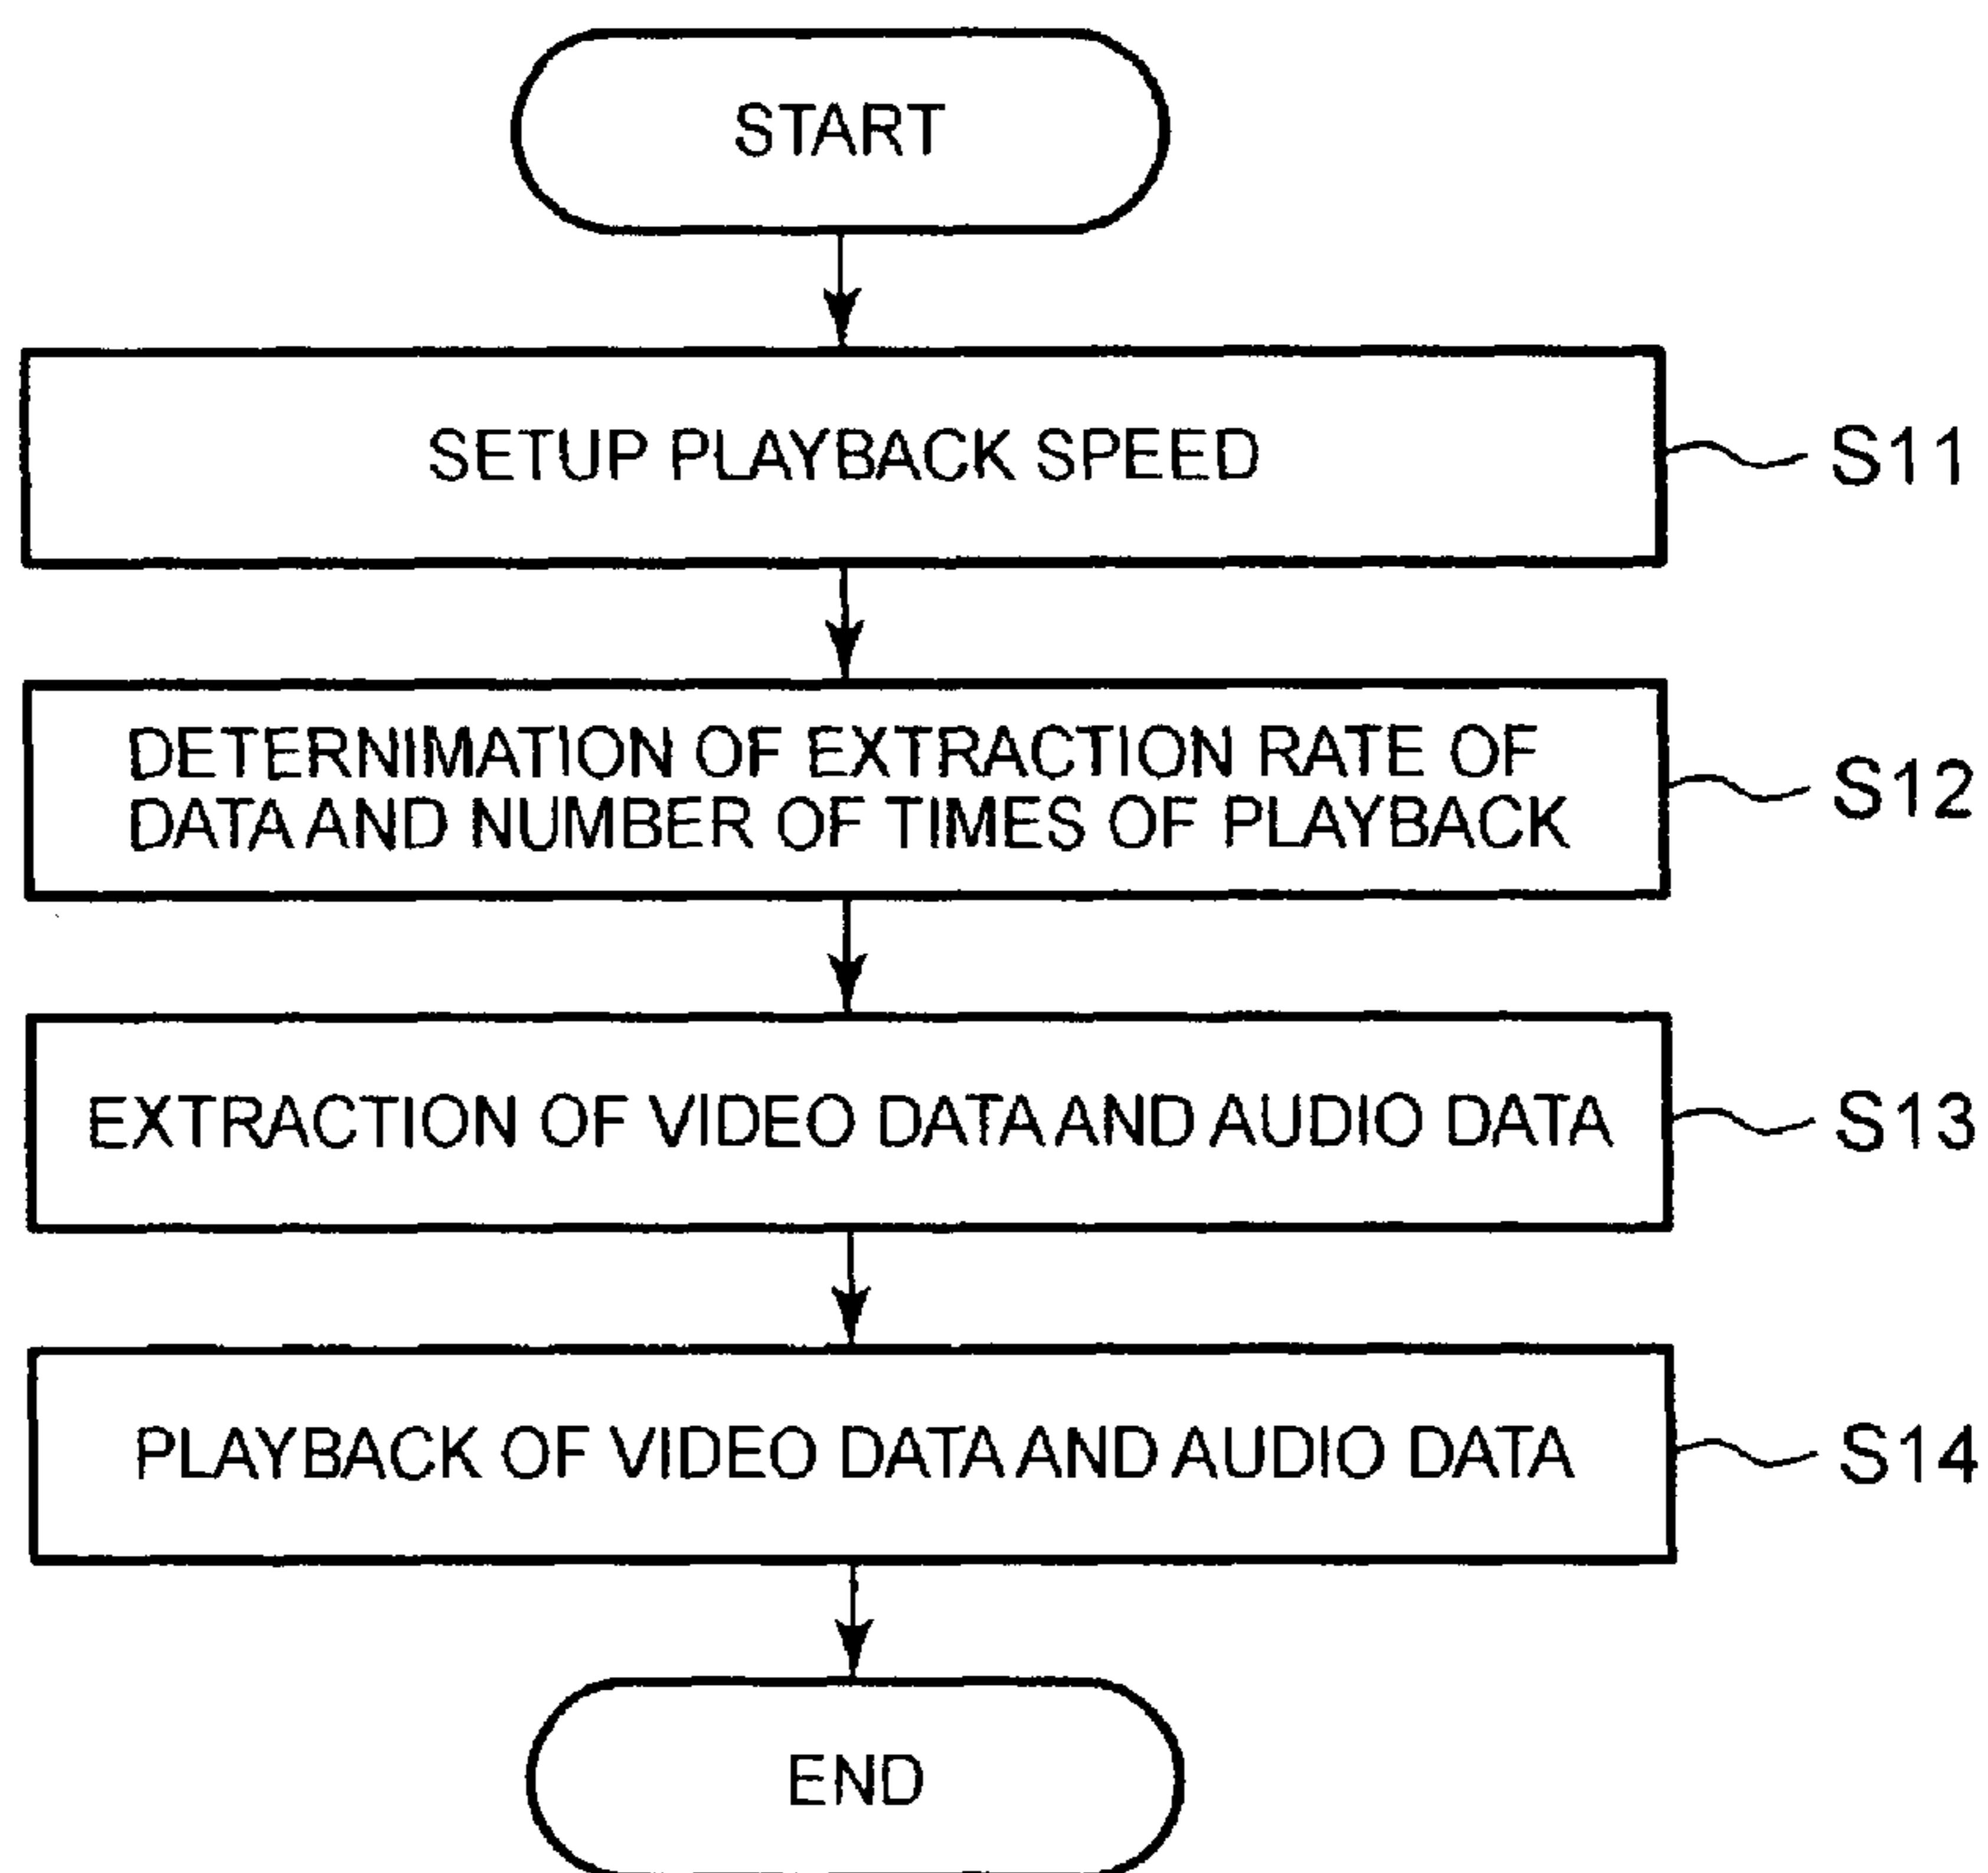 START
SETUP PLAYBACK SPEED
S11
DETERNIMATION OF EXTRACTION RATE OF
DATA AND NUMBER OF TIMES OF PLAYBACK
S12
EXTRACTION OF VIDEO DATA AND AUDIO DATA
S13
PLAYBACK OF VIDEO DATA AND AUDIO DATA
S14
END